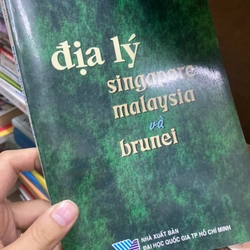 địa lý
singapore
malaysia
và
brunei
NHÀ XUẤT BẢN
ĐẠI HỌC QUỐC GIA TP HỒ CHÍ MINH